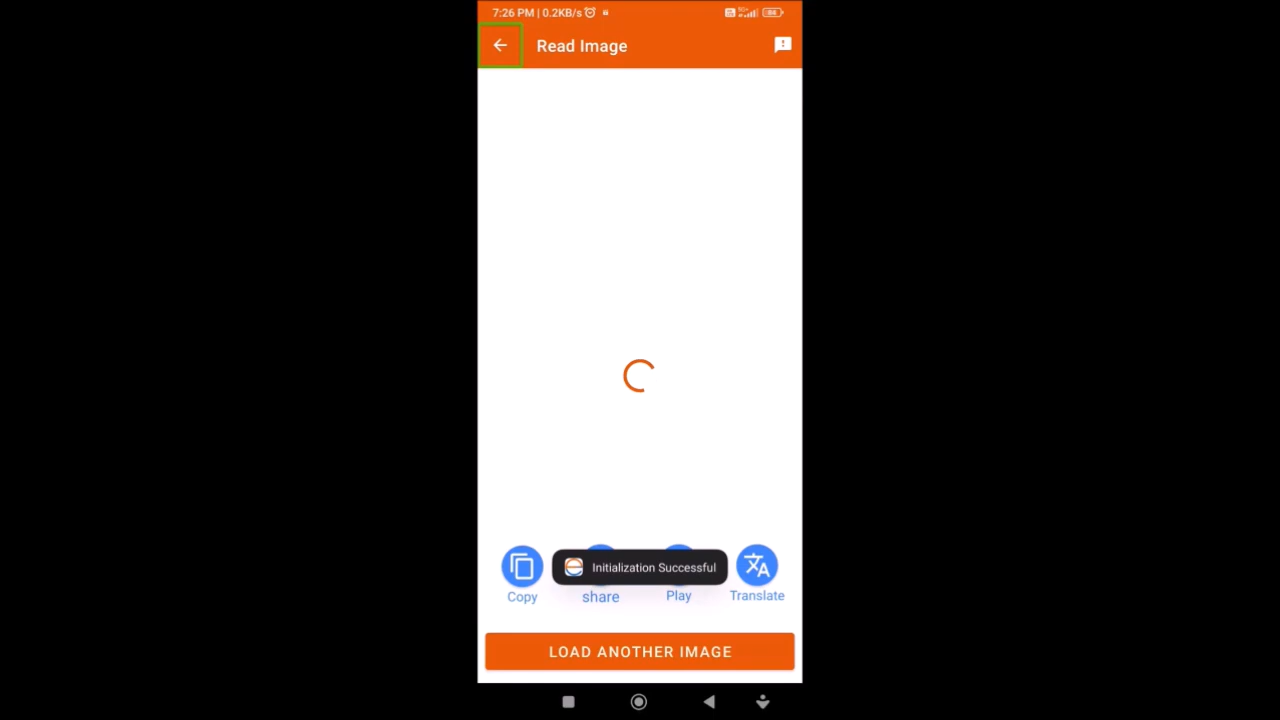 7:26 PM | 0.2KB/s
Read Image
Initialization Successful
Copy
share
Play
Translate
LOAD ANOTHER IMAGE